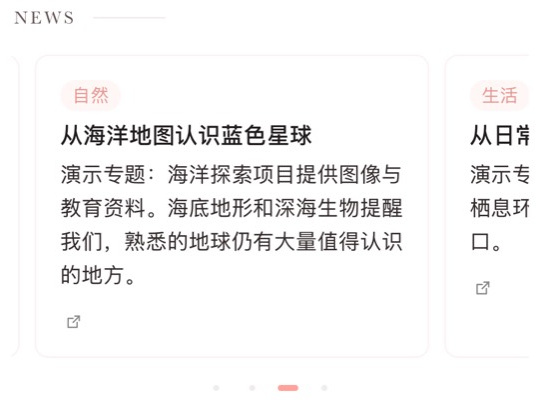 NEWS
自然
从海洋地图认识蓝色星球
演示专题：海洋探索项目提供图像与
教育资料。海底地形和深海生物提醒
我们，熟悉的地球仍有大量值得认识
的地方。
生活
从日常
演示专
栖息环
口。